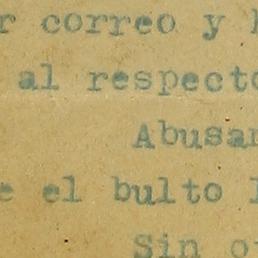 r correo y
al respecto
Abusan
e el bulto
Sin o